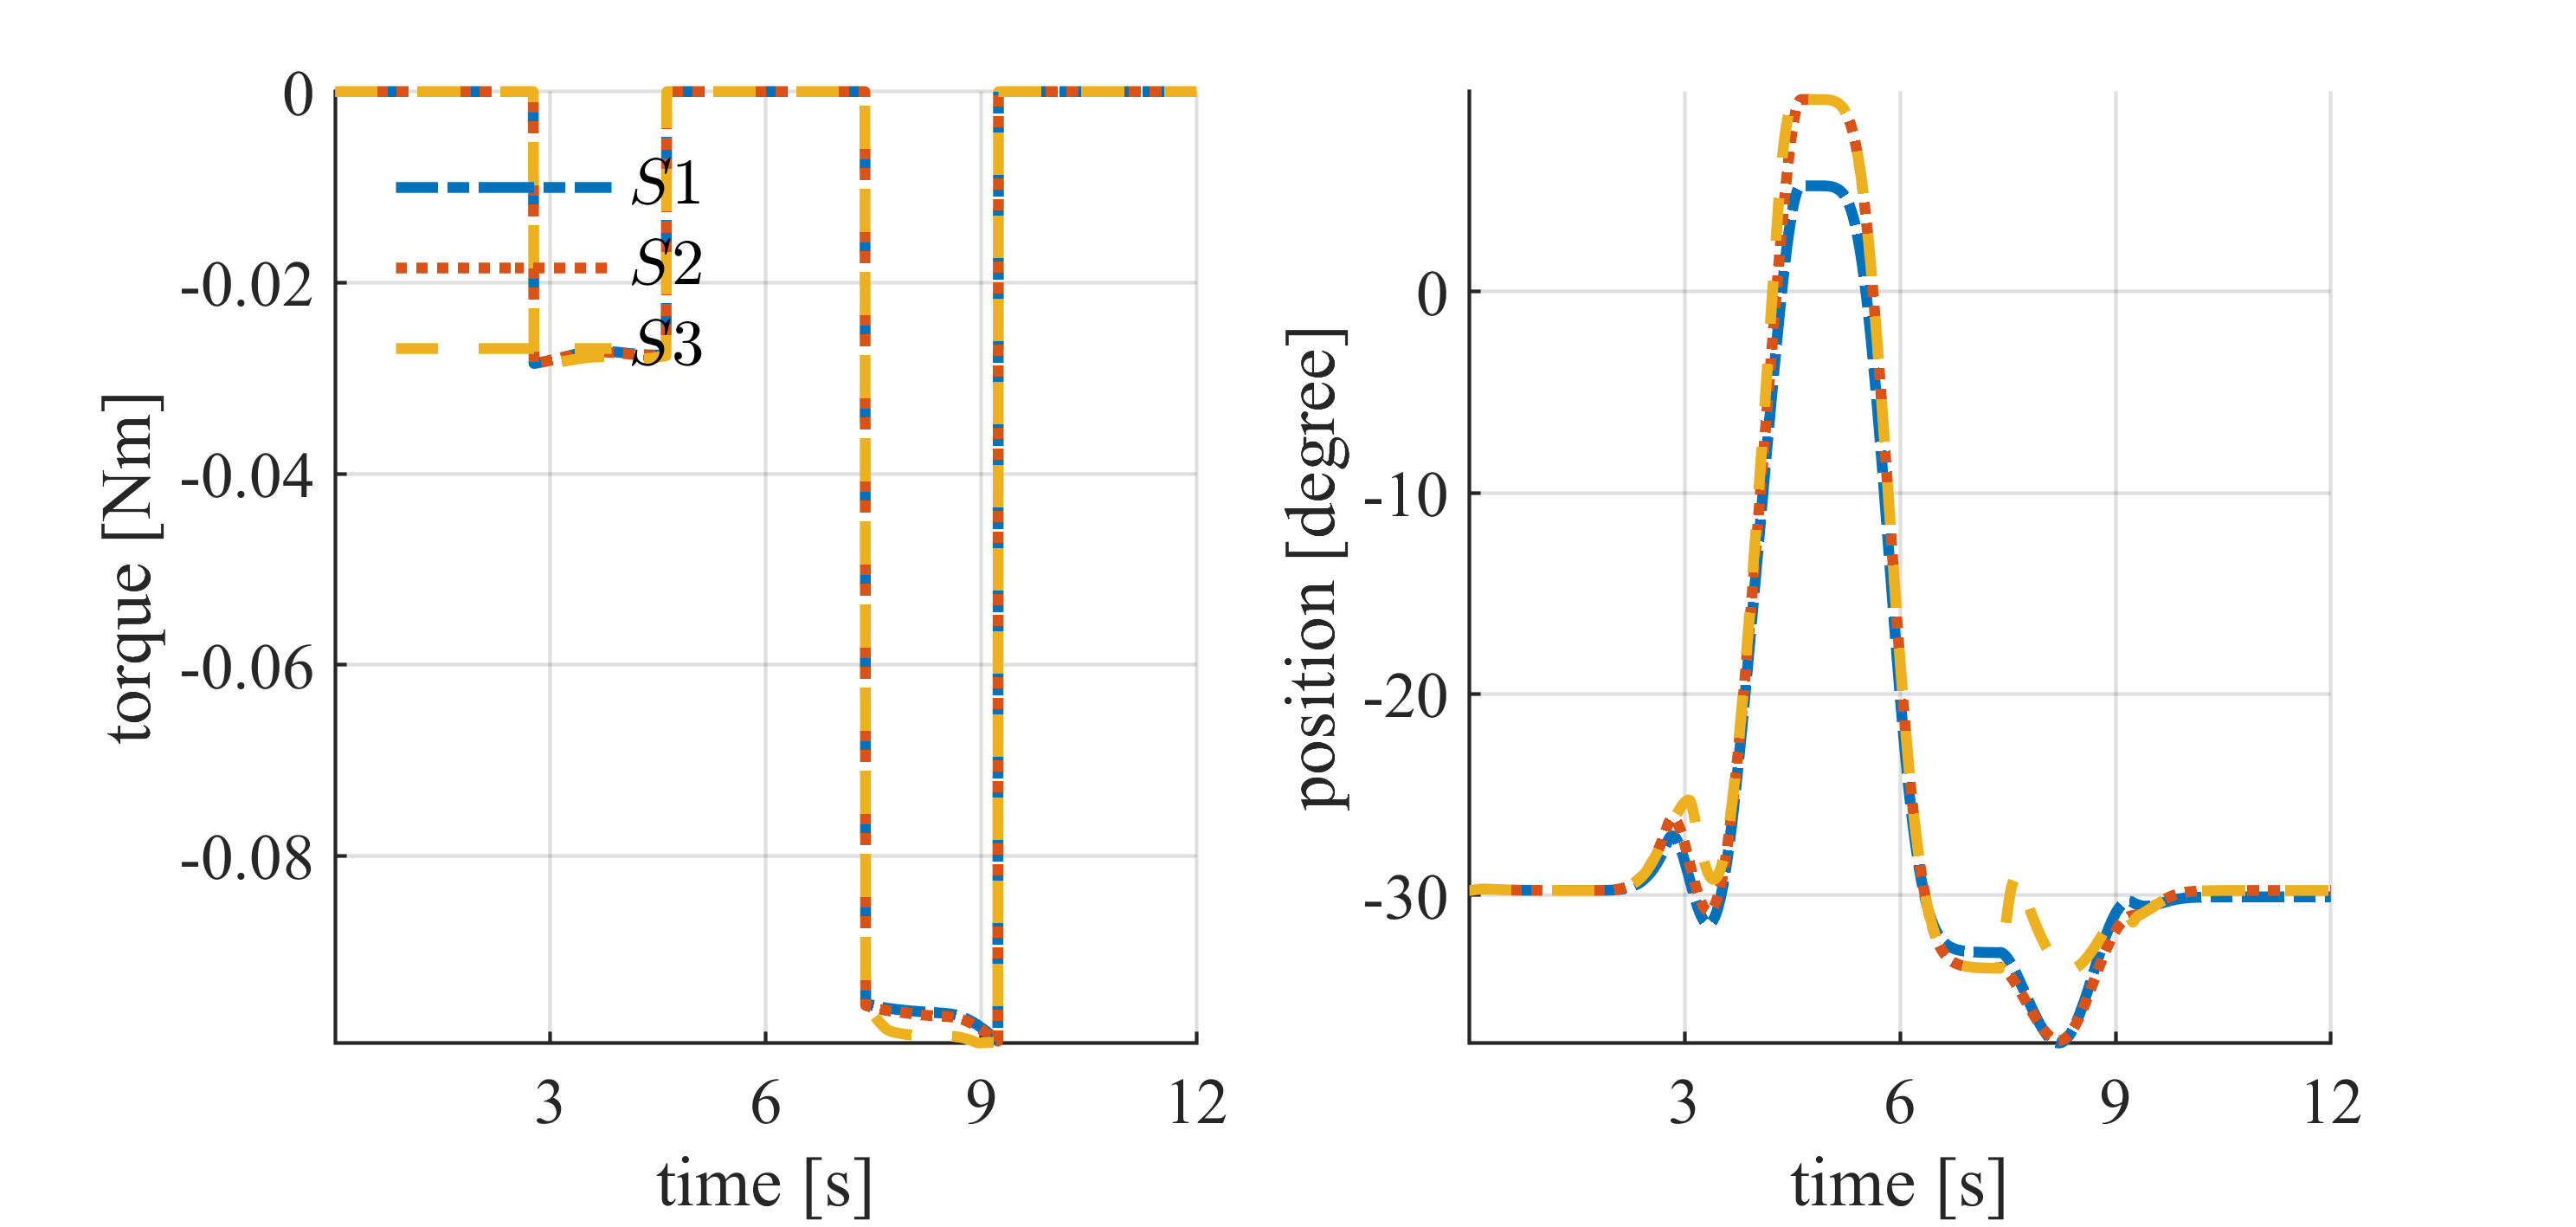 0
-0.02
-0.04
-0.06
-0.08
torque [Nm]
S1
S2
S3
3 6 9 12
time [s]
0
-10
-20
-30
position [degree]
3 6 9 12
time [s]